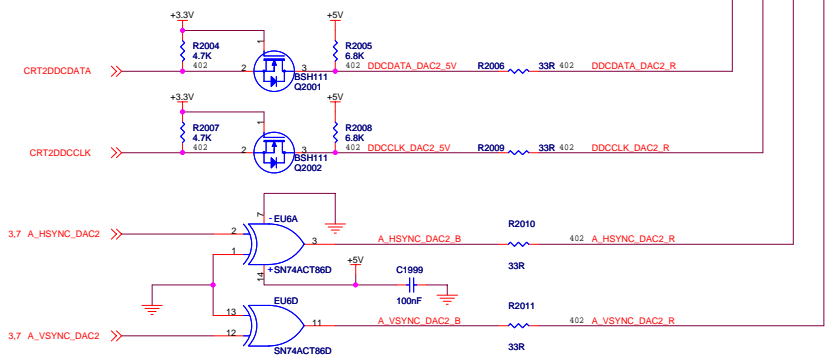 +3.3V
+5V
R2004
4.7K
402
1
R2005
6.8K
402
CRT2DDCDATA
2
3
BSH111
Q2001
DDCDATA_DAC2_5V
R2006
33R
402
DDCDATA_DAC2_R
+3.3V
+5V
R2007
4.7K
402
1
R2008
6.8K
402
CRT2DDCCLK
2
3
BSH111
Q2002
DDCCLK_DAC2_5V
R2009
33R
402
DDCCLK_DAC2_R
7
- EU6A
3,7 A_HSYNC_DAC2
2
1
3
A_HSYNC_DAC2_B
R2010
33R
402
A_HSYNC_DAC2_R
14
+SN74ACT86D
+5V
C1999
100nF
EU6D
13
12
11
3,7 A_VSYNC_DAC2
A_VSYNC_DAC2_B
R2011
33R
402
A_VSYNC_DAC2_R
SN74ACT86D